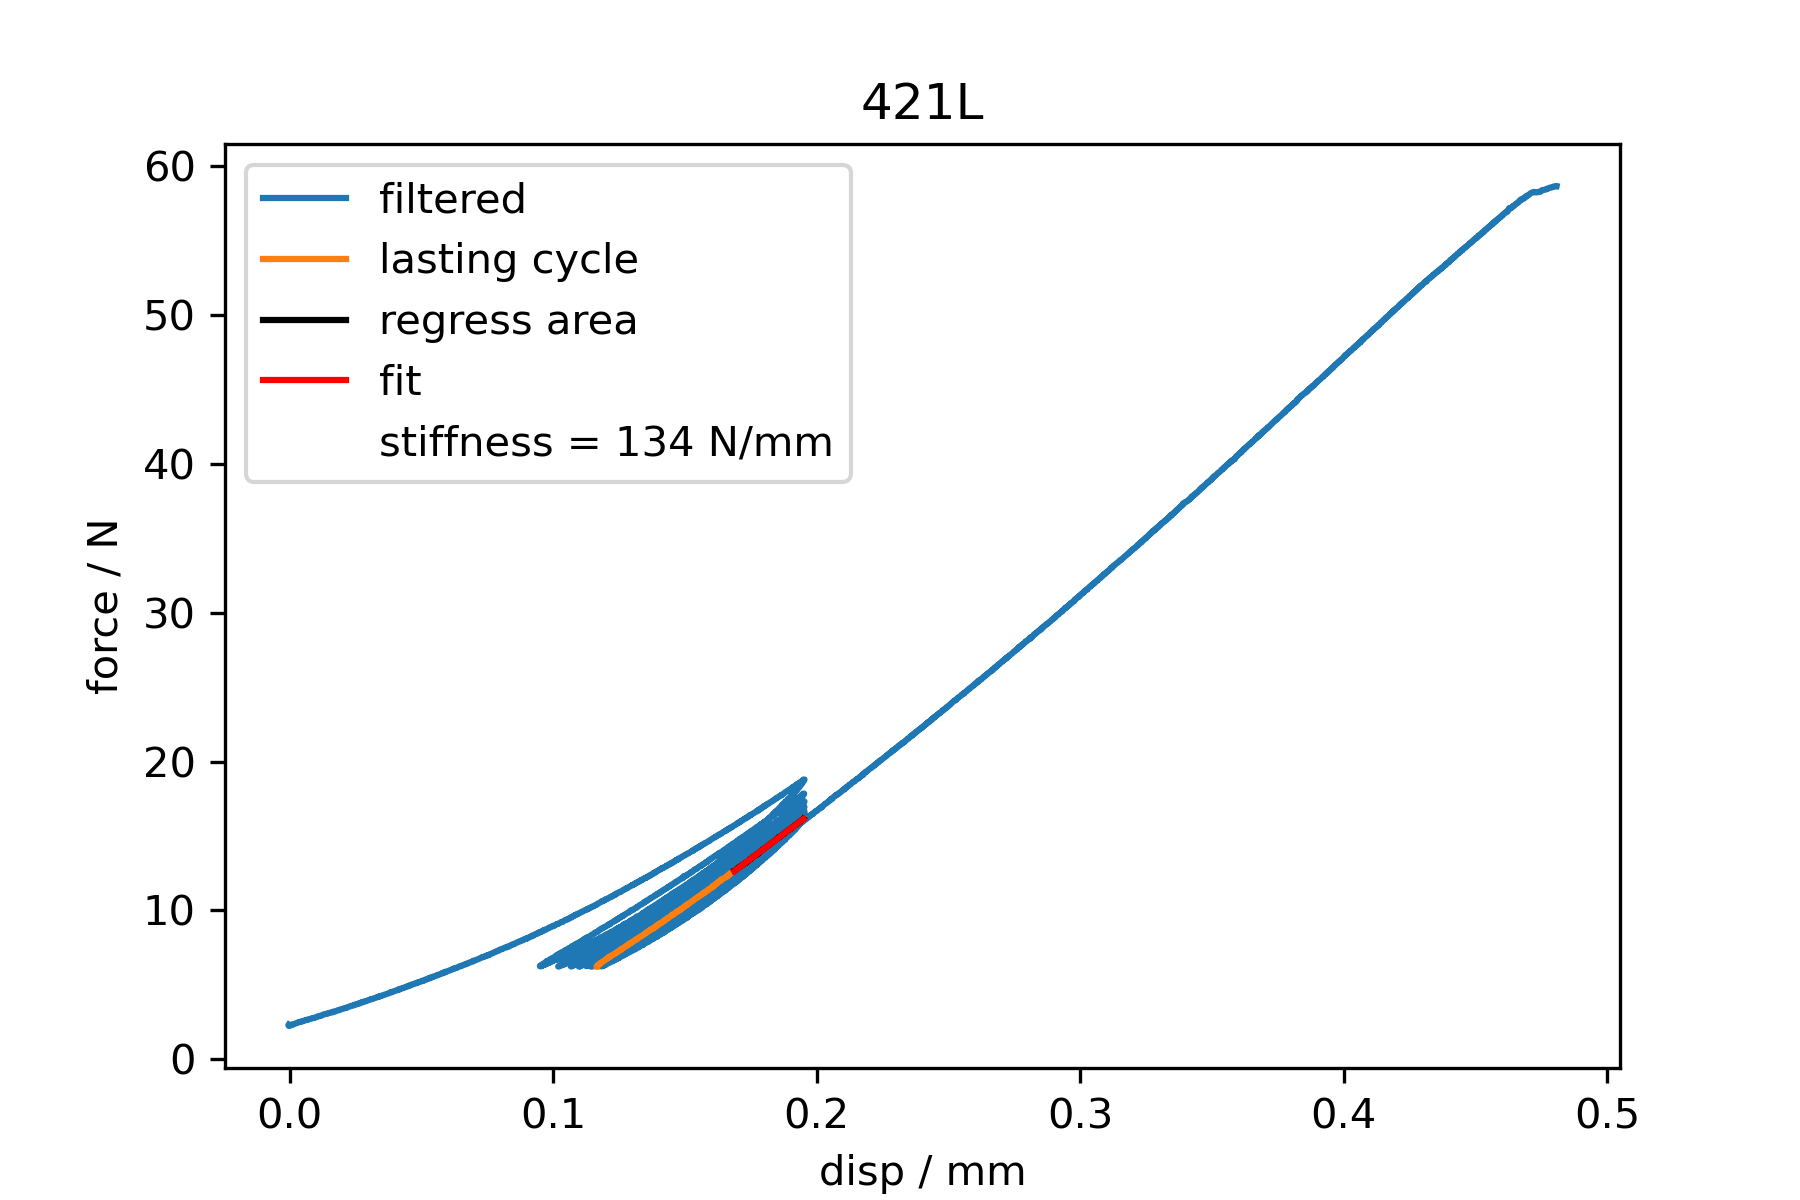 421L
60
50
40
30
20
10
0
force / N
filtered
lasting cycle
regress area
fit
stiffness = 134 N/mm
0.0 0.1 0.2 0.3 0.4 0.5
disp / mm